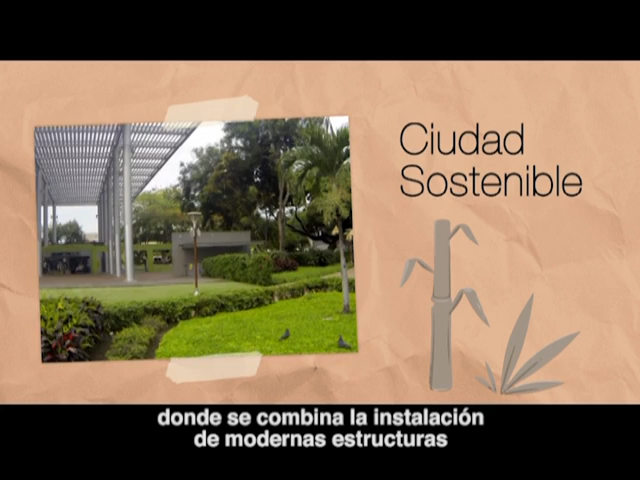 Ciudad
Sostenible
donde se combina la instalación
de modernas estructuras